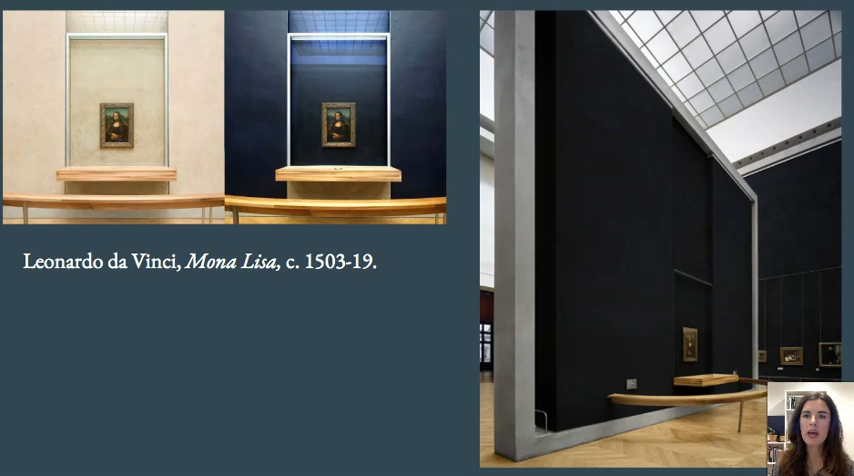 Leonardo da Vinci, Mona Lisa, c. 1503-19.